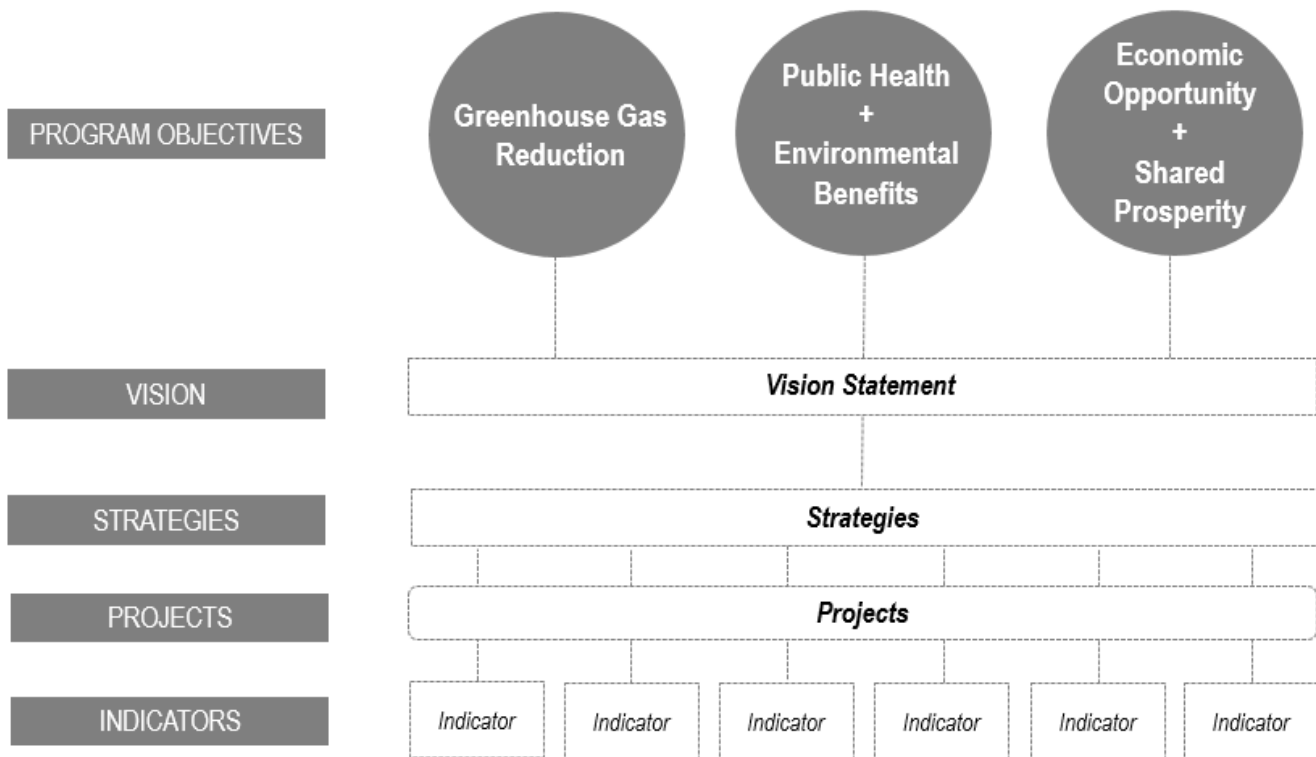 PROGRAM OBJECTIVES
Greenhouse Gas
Reduction
Public Health
+
Environmental
Benefits
Economic
Opportunity
+
Shared
Prosperity
VISION
Vision Statement
STRATEGIES
Strategies
PROJECTS
Projects
INDICATORS
Indicator
Indicator
Indicator
Indicator
Indicator
Indicator